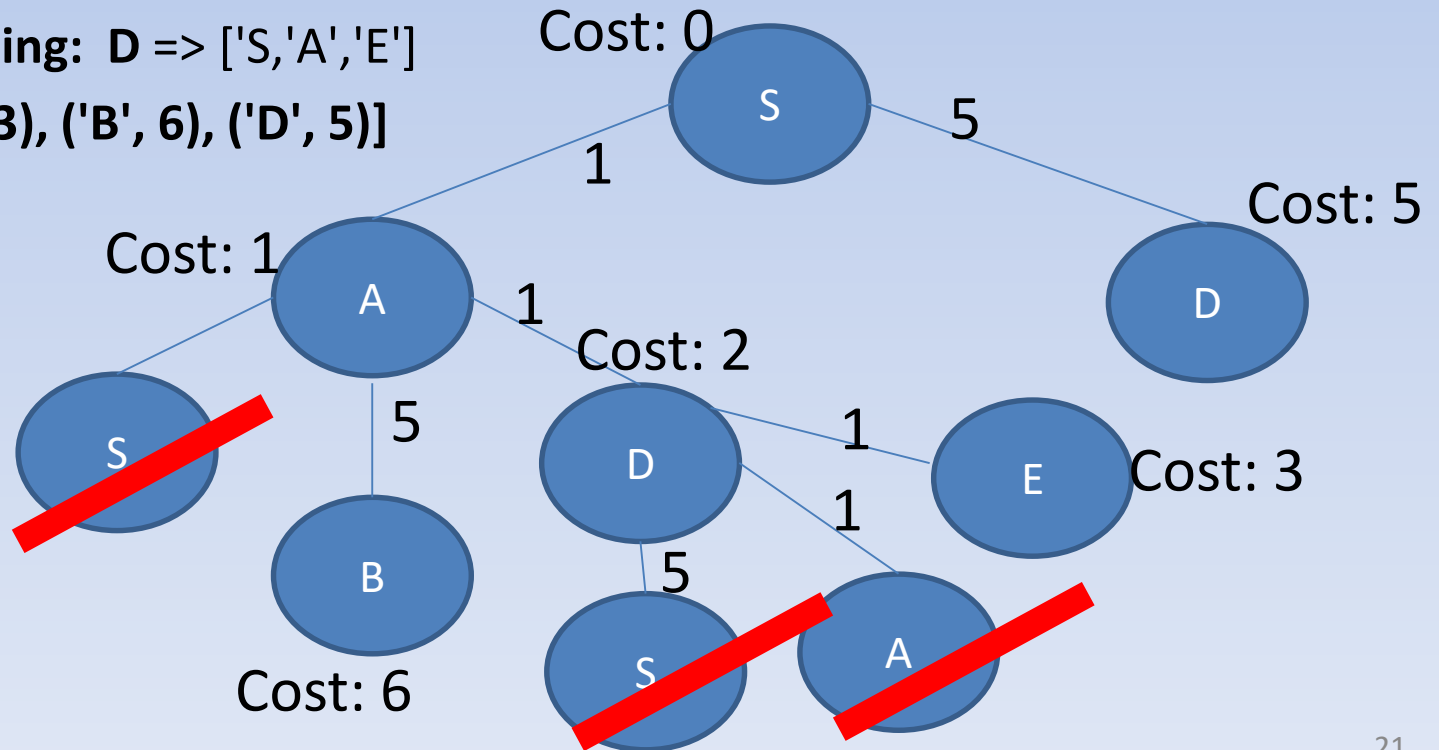 ing: D => ['S,'A','E']
3), ('B', 6), ('D', 5)]
Cost: 0
S
1
5
Cost: 5
Cost: 1
A
D
1
Cost: 2
S
5
D
1
E
Cost: 3
1
B
5
Cost: 6
S
A
21